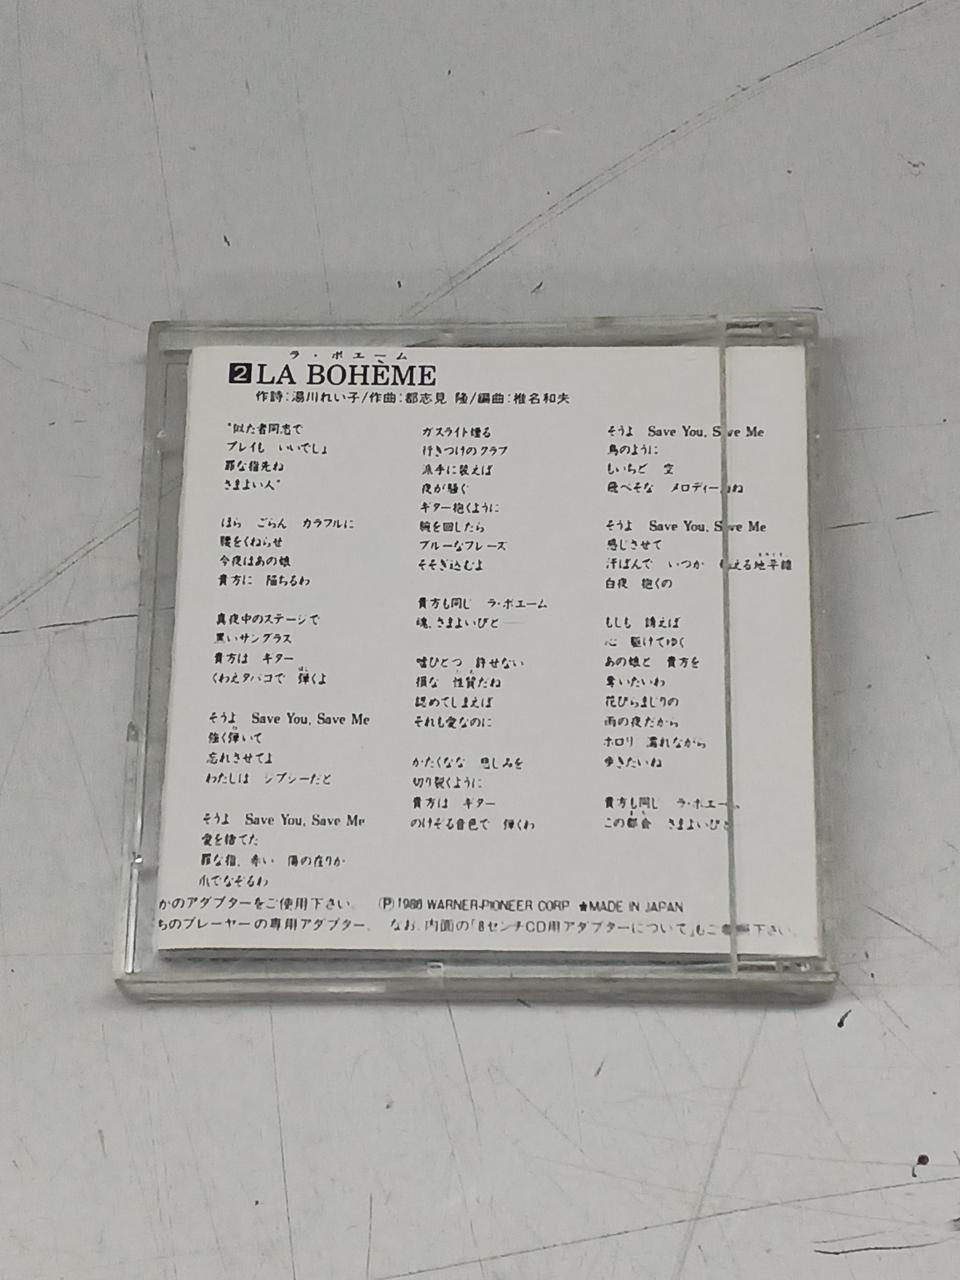 ラ・ボエーム
2 LA BOHÈME
作詩:湯川れい子/作曲:都志見 隆/編曲:椎名和夫
"似た者同志で
プレイも いいでしょ
罪な指先ね
さまよい人"
ほら ごらん カラフルに
腰をくねらせ
今夜はあの娘
貴方に 陥ちるわ
真夜中のステージで
黒いサングラス
貴方は ギター
くわえタバコで 弾くよ
そうよ Save You, Save Me
強く弾いて
忘れさせてよ
わたしは ジプシーだと
そうよ Save You, Save Me
愛を捨てた
罪な指、赤い 傷の在りか
爪でなぞるわ
ガスライト煙る
行きつけのクラブ
派手に装えば
夜が騒ぐ
ギター抱くように
腕を回したら
ブルーなフレーズ
そそぎ込むよ
貴方も同じ ラ・ボエーム
魂、さまよいびと――
嘘ひとつ 許せない
損な 性質だね
認めてしまえば
それも愛なのに
かたくなな 悲しみを
切り裂くように
貴方は ギター
のけぞる音色で 弾くわ
そうよ Save You, Save Me
鳥のように
もいちど 空
飛べそな メロディーだね
そうよ Save You, Save Me
感じさせて
汗ばんで いつか 燃える地平線
白夜 抱くの
もしも 誘えば
心 駆けてゆく
あの娘と 貴方を
奪いたいわ
花びらまじりの
雨の夜だから
ホロリ 濡れながら
歩きたいね
貴方も同じ ラ・ボエーム
この都会 さまよいびと
かのアダプターをご使用下さい。 Ⓟ1986 WARNER-PIONEER CORP. ★MADE IN JAPAN
ちのプレーヤーの専用アダプター。 なお、内面の「8センチCD用アダプターについて」もご 下さい。